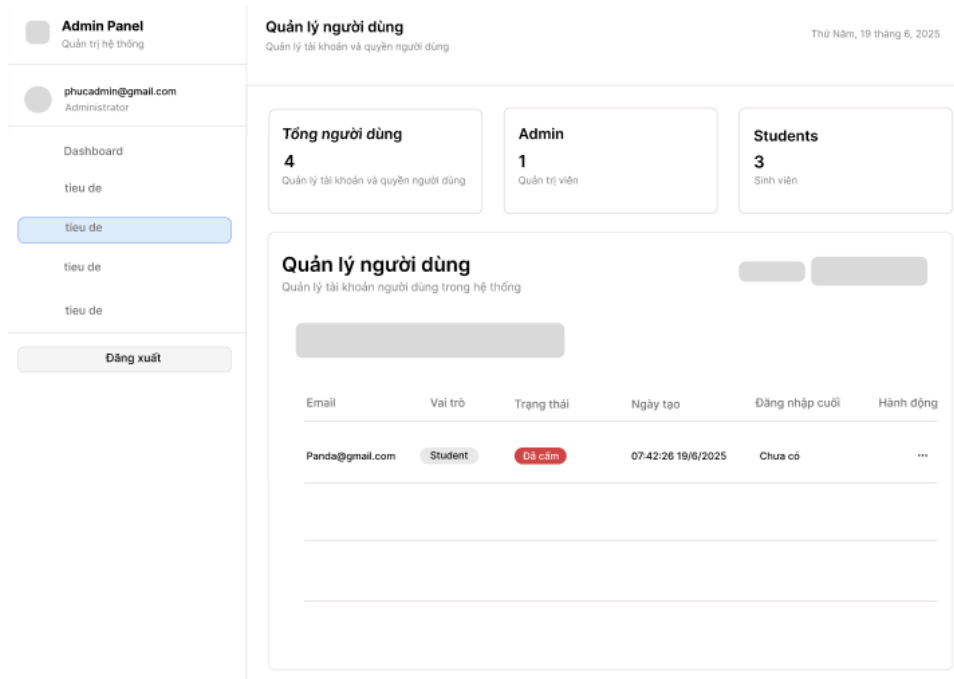 Admin Panel
Quản trị hệ thống
phucadmin@gmail.com
Administrator
Dashboard
tieu de
tieu de
tieu de
tieu de
Đăng xuất
Quản lý người dùng
Quản lý tài khoản và quyền người dùng
Thứ Năm, 19 tháng 6, 2025
Tổng người dùng
4
Quản lý tài khoản và quyền người dùng
Admin
1
Quản trị viên
Students
3
Sinh viên
Quản lý người dùng
Quản lý tài khoản người dùng trong hệ thống
Email Vai trò Trạng thái Ngày tạo Đăng nhập cuối Hành động
Panda@gmail.com Student Đã cấm 07:42:26 19/6/2025 Chưa có ...